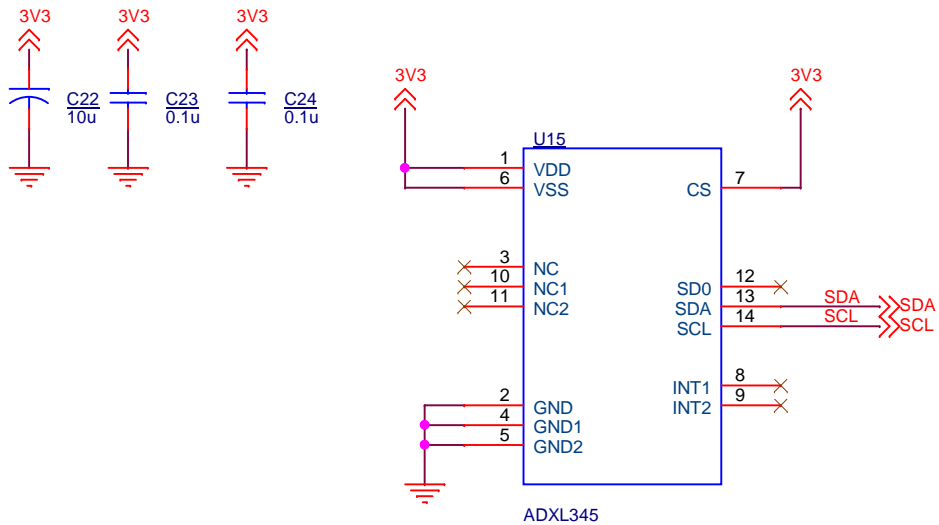 3V3
3V3
3V3
C22
10u
C23
0.1u
C24
0.1u
3V3
3V3
U15
1
VDD
6
VSS
7
CS
3
NC
10
NC1
11
NC2
12
SD0
13
SDA
SDA
SDA
14
SCL
SCL
SCL
8
INT1
9
INT2
2
GND
4
GND1
5
GND2
ADXL345